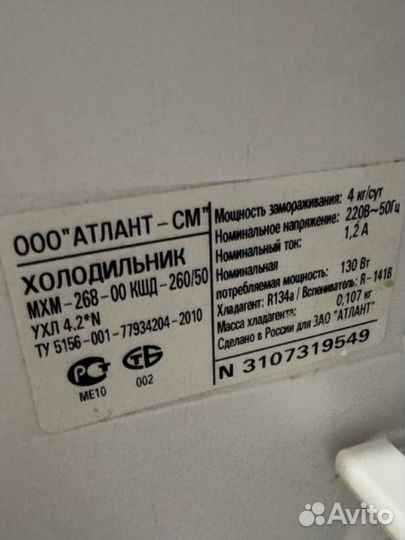 ООО"АТЛАНТ-СМ"
ХОЛОДИЛЬНИК
МХМ-268-00 КШД-260/50
УХЛ 4.2*N
ТУ 5156-001-77934204-2010
РСТ
МЕ10
СТБ
002
Мощность замораживания: 4 кг/сут
Номинальное напряжение: 220В~50Гц
Номинальный ток: 1,2 А
Номинальная
потребляемая мощность: 130 Вт
Хладагент: R134a / Вспениватель: R-141B
Масса хладагента: 0,107 кг
Сделано в России для ЗАО "АТЛАНТ"
N 3107319549
Avito